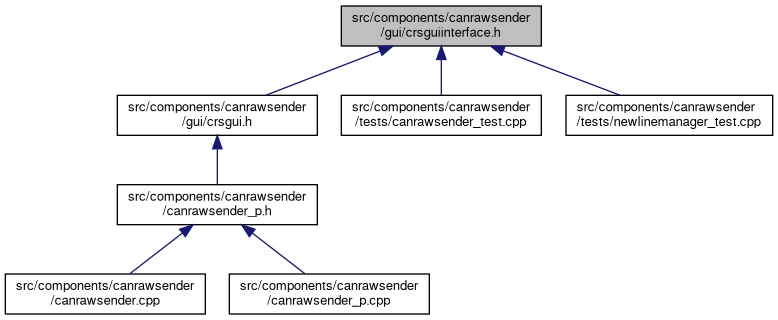 src/components/canrawsender
/gui/crsguiinterface.h
src/components/canrawsender
/gui/crsgui.h
src/components/canrawsender
/tests/canrawsender_test.cpp
src/components/canrawsender
/tests/newlinemanager_test.cpp
src/components/canrawsender
/canrawsender_p.h
src/components/canrawsender
/canrawsender.cpp
src/components/canrawsender
/canrawsender_p.cpp